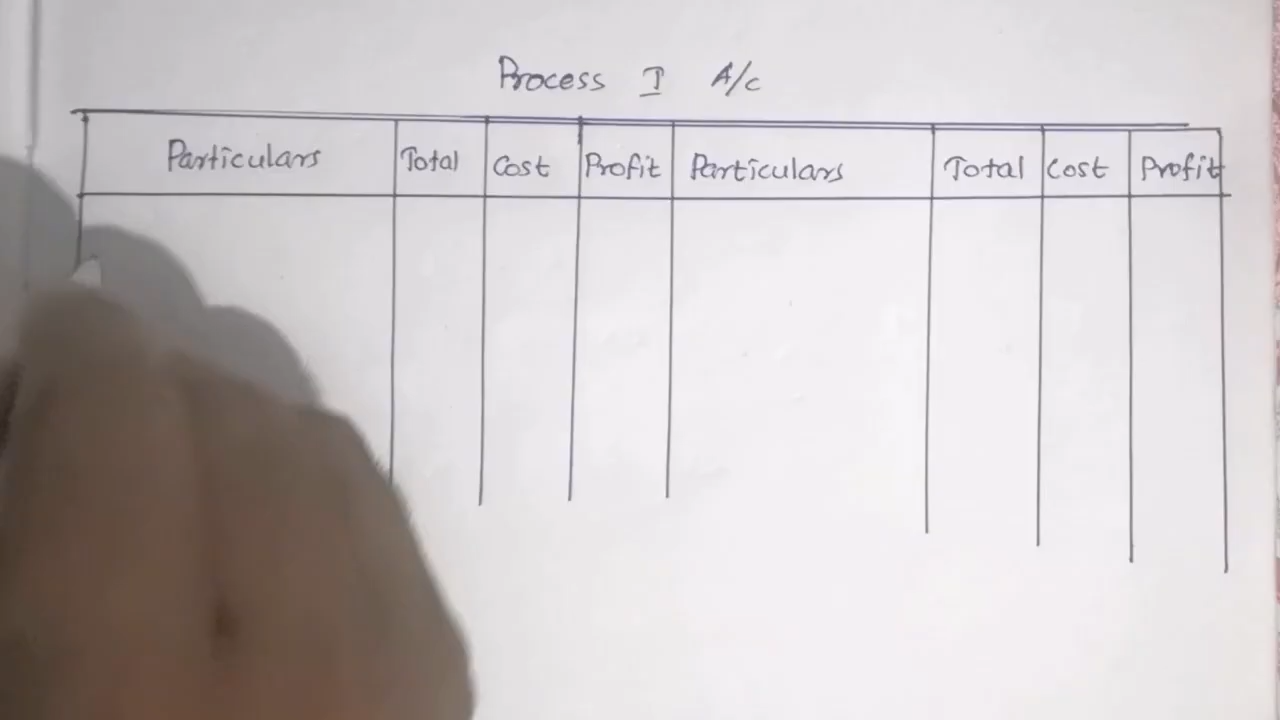 Process I A/c
Particulars Total Cost Profit Particulars Total Cost Profit